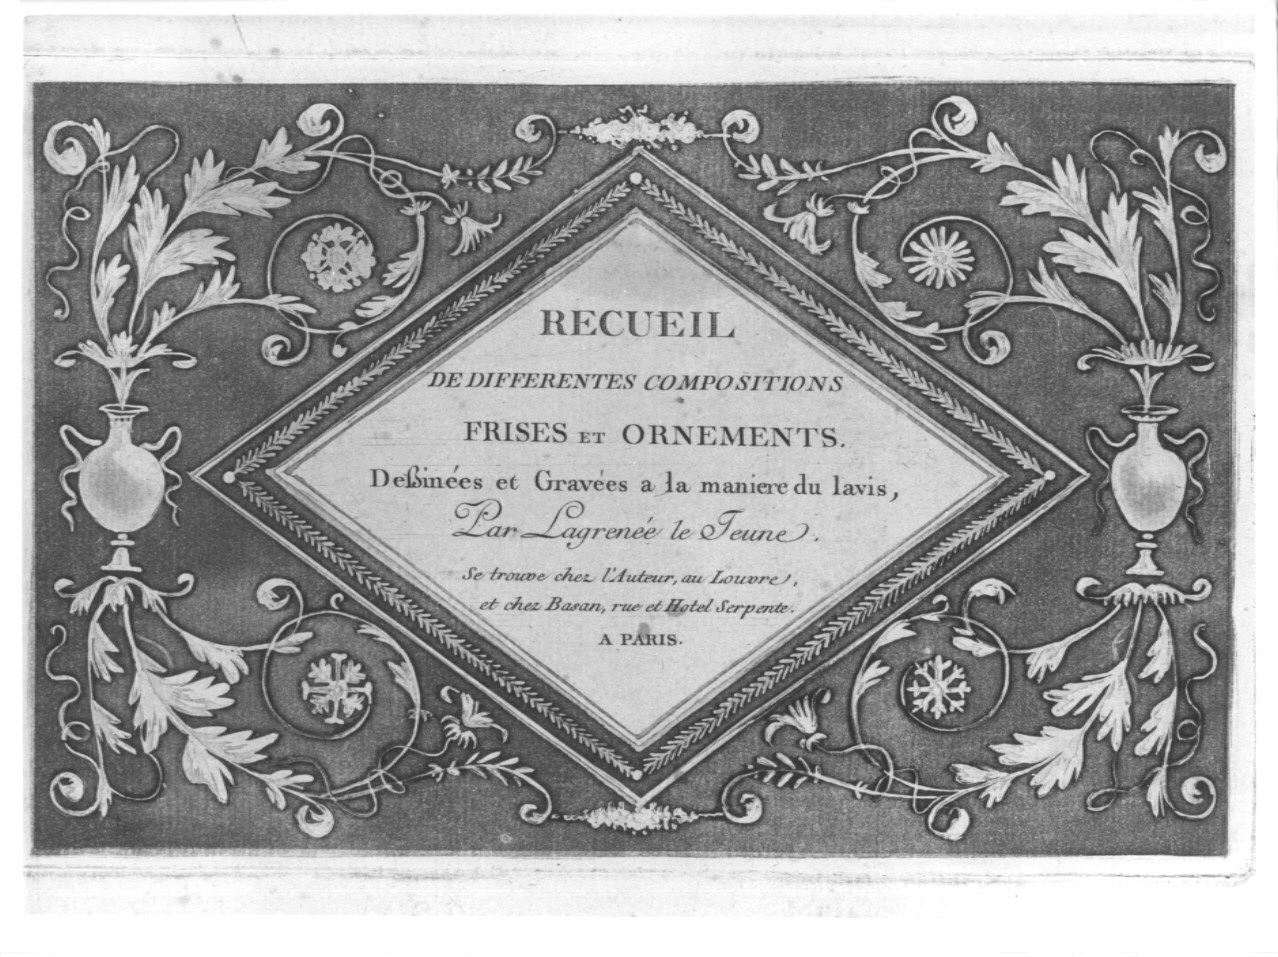 RECUEIL
DE DIFFERENTES COMPOSITIONS
FRISES ET ORNEMENTS.
Deßinées et Gravées a la maniere du lavis,
Par Lagrenée le Jeune.
Se trouve chez l'Auteur, au Louvre,
et chez Basan, rue et Hotel Serpente.
A PARIS.